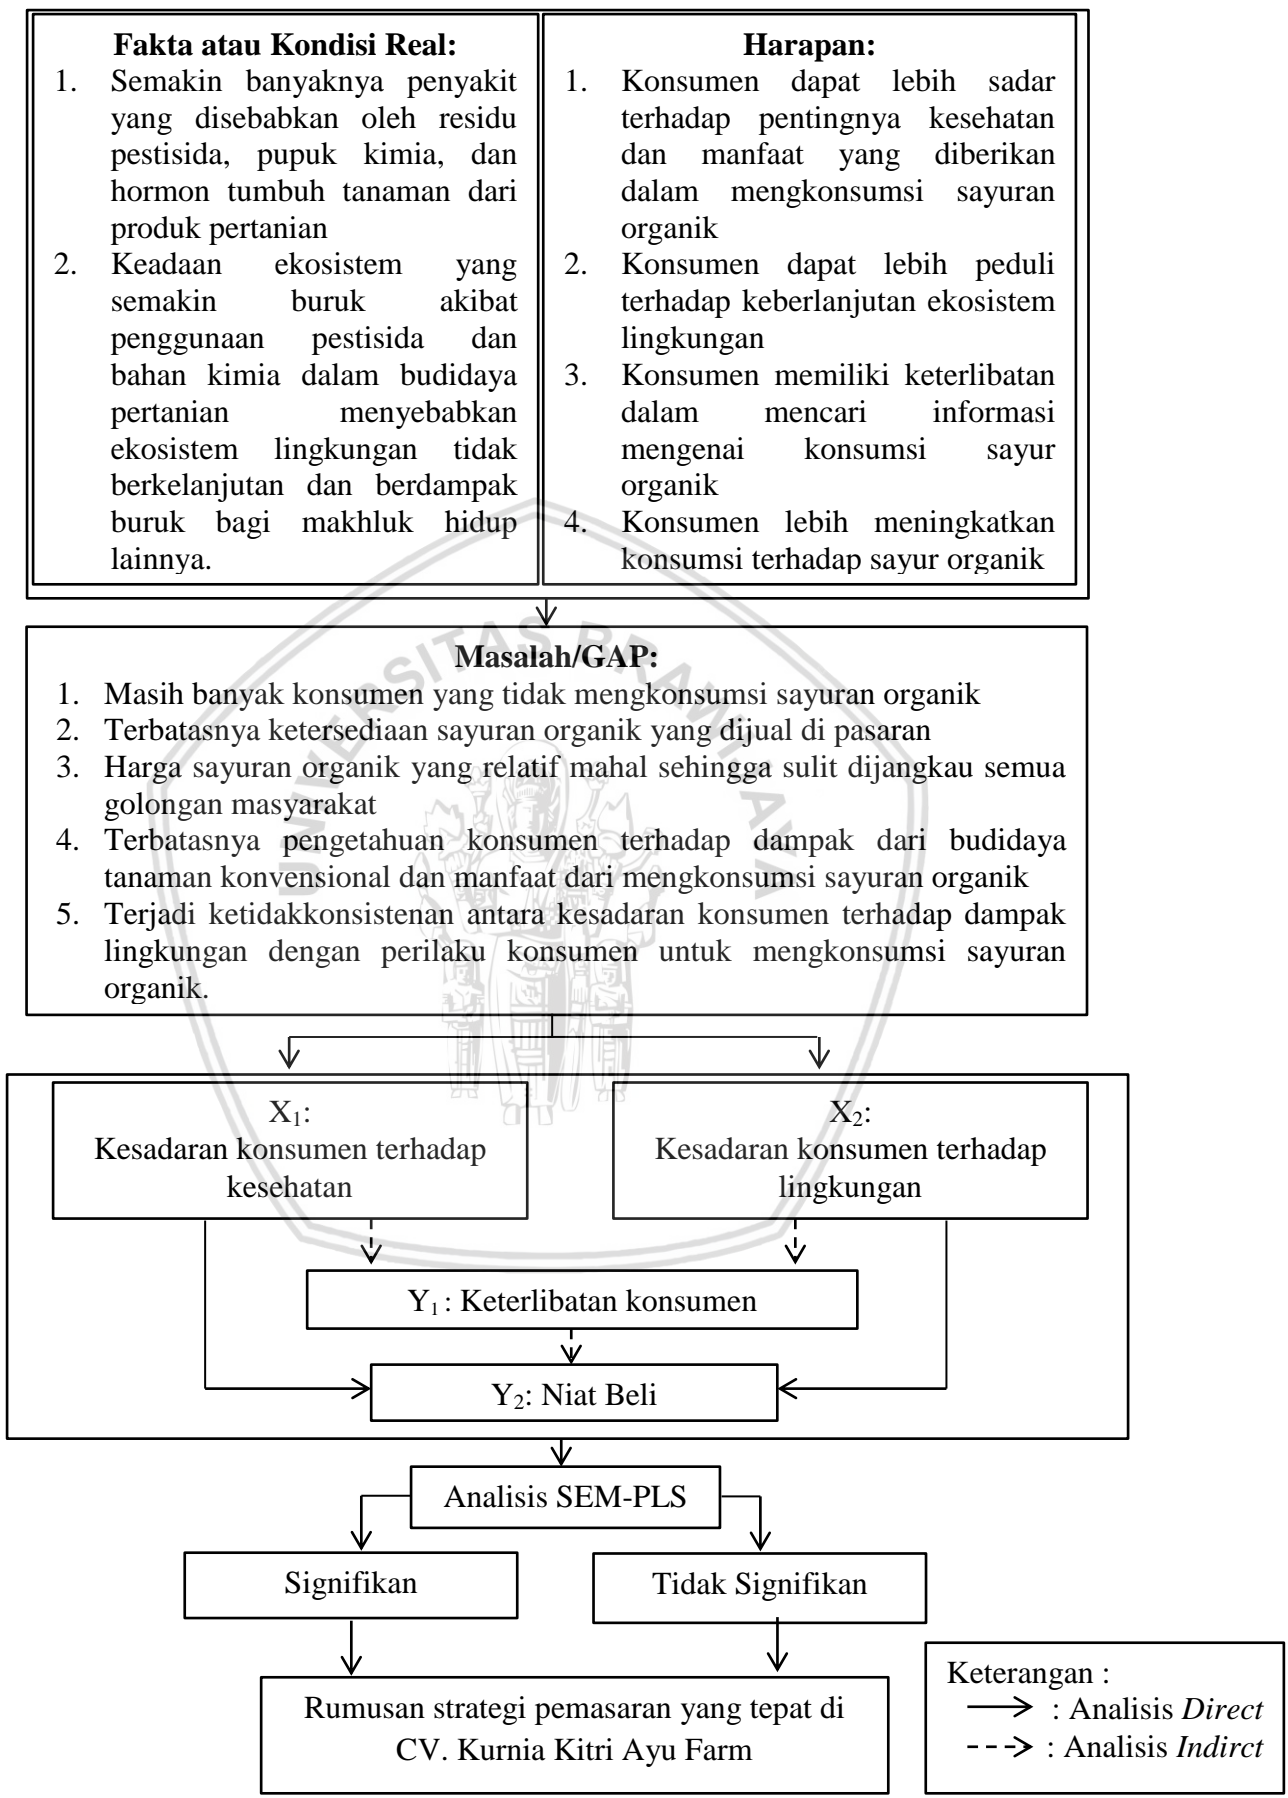 Fakta atau Kondisi Real:
1. Semakin banyaknya penyakit
yang disebabkan oleh residu
pestisida, pupuk kimia, dan
hormon tumbuh tanaman dari
produk pertanian
2. Keadaan ekosistem yang
semakin buruk akibat
penggunaan pestisida dan
bahan kimia dalam budidaya
pertanian menyebabkan
ekosistem lingkungan tidak
berkelanjutan dan berdampak
buruk bagi makhluk hidup
lainnya.
Harapan:
1. Konsumen dapat lebih sadar
terhadap pentingnya kesehatan
dan manfaat yang diberikan
dalam mengkonsumsi sayuran
organik
2. Konsumen dapat lebih peduli
terhadap keberlanjutan ekosistem
lingkungan
3. Konsumen memiliki keterlibatan
dalam mencari informasi
mengenai konsumsi sayur
organik
4. Konsumen lebih meningkatkan
konsumsi terhadap sayur organik
UNIVERSITAS BRAWIJAYA
Masalah/GAP:
1. Masih banyak konsumen yang tidak mengkonsumsi sayuran organik
2. Terbatasnya ketersediaan sayuran organik yang dijual di pasaran
3. Harga sayuran organik yang relatif mahal sehingga sulit dijangkau semua
golongan masyarakat
4. Terbatasnya pengetahuan konsumen terhadap dampak dari budidaya
tanaman konvensional dan manfaat dari mengkonsumsi sayuran organik
5. Terjadi ketidakkonsistenan antara kesadaran konsumen terhadap dampak
lingkungan dengan perilaku konsumen untuk mengkonsumsi sayuran
organik.
X₁:
Kesadaran konsumen terhadap
kesehatan
X₂:
Kesadaran konsumen terhadap
lingkungan
Y₁ : Keterlibatan konsumen
Y₂: Niat Beli
Analisis SEM-PLS
Signifikan
Tidak Signifikan
Rumusan strategi pemasaran yang tepat di
CV. Kurnia Kitri Ayu Farm
Keterangan :
: Analisis Direct
: Analisis Indirct